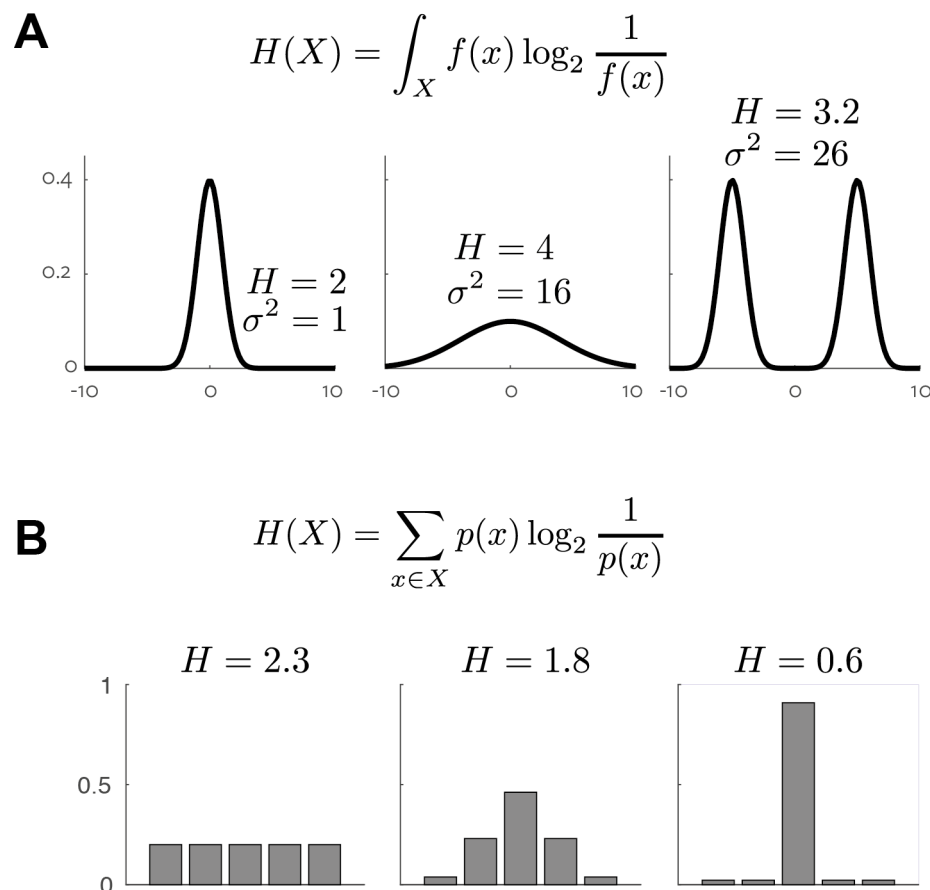 A
H(X) = ∫_X f(x) log₂ 1/f(x)
H = 3.2
σ² = 26
0.4
0.2
0
H = 2
σ² = 1
H = 4
σ² = 16
-10 0 10
-10 0 10
-10 0 10
B
H(X) = ∑_{x∈X} p(x) log₂ 1/p(x)
H = 2.3
H = 1.8
H = 0.6
1
0.5
0